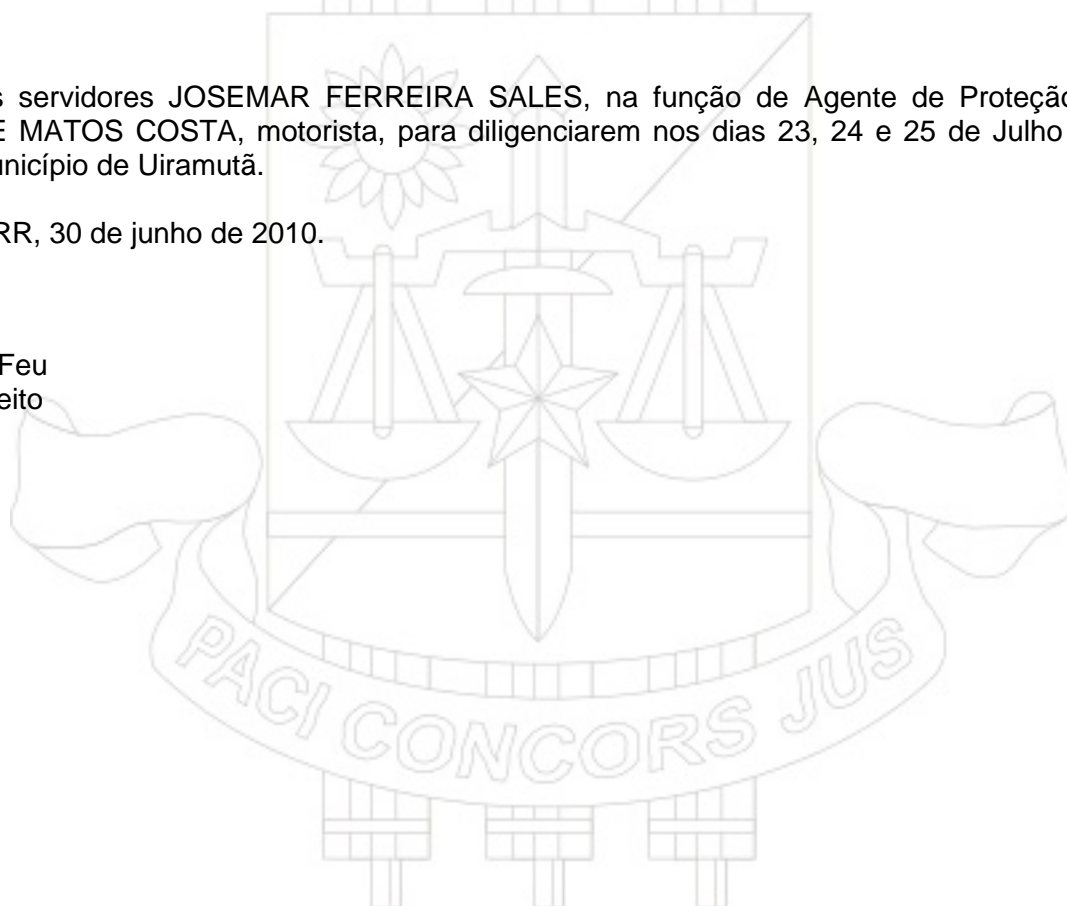 s servidores JOSEMAR FERREIRA SALES, na função de Agente de Proteção
E MATOS COSTA, motorista, para diligenciarem nos dias 23, 24 e 25 de Julho
unicípio de Uiramutã.
RR, 30 de junho de 2010.
Feu
eito
PACI CONCORS JUS